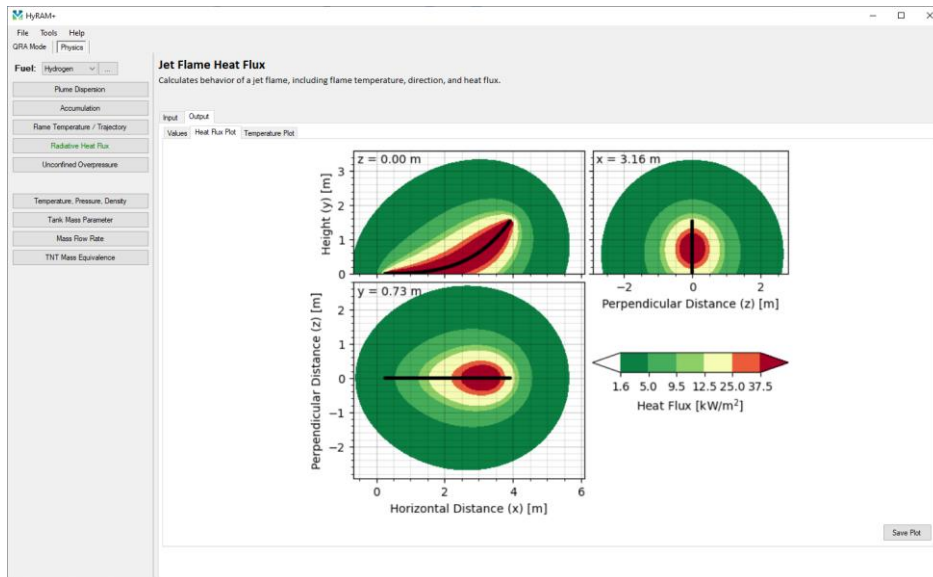 HyRAM+
File Tools Help
QRA Mode Physics
Fuel: Hydrogen ...
Plume Dispersion
Accumulation
Flame Temperature / Trajectory
Radiative Heat Flux
Unconfined Overpressure
Temperature, Pressure, Density
Tank Mass Parameter
Mass Flow Rate
TNT Mass Equivalence
Jet Flame Heat Flux
Calculates behavior of a jet flame, including flame temperature, direction, and heat flux.
Input Output
Values Heat Flux Plot Temperature Plot
z = 0.00 m
3
2
1
0
Height (y) [m]
x = 3.16 m
−2 0 2
Perpendicular Distance (z) [m]
y = 0.73 m
2
1
0
−1
−2
Perpendicular Distance (z) [m]
0 2 4 6
Horizontal Distance (x) [m]
1.6 5.0 9.5 12.5 25.0 37.5
Heat Flux [kW/m²]
Save Plot